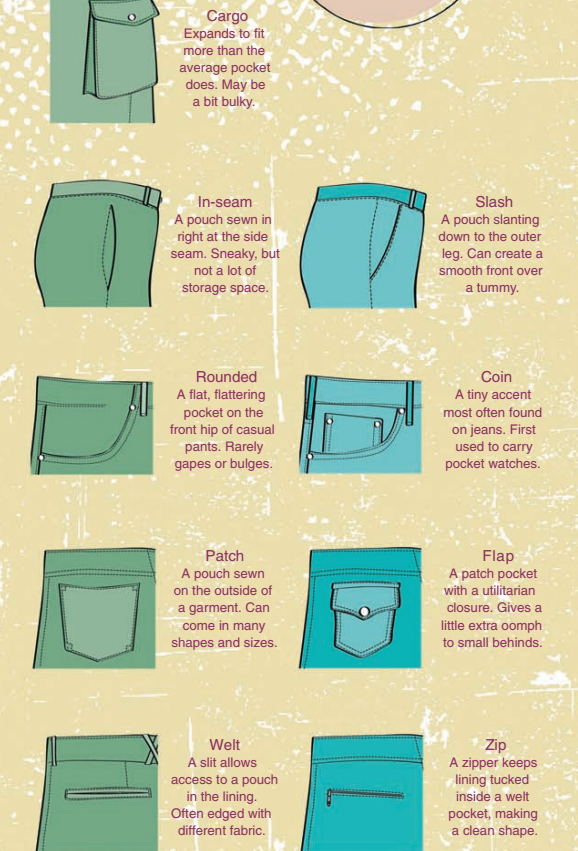 Cargo
Expands to fit
more than the
average pocket
does. May be
a bit bulky.
In-seam
A pouch sewn in
right at the side
seam. Sneaky, but
not a lot of
storage space.
Slash
A pouch slanting
down to the outer
leg. Can create a
smooth front over
a tummy.
Rounded
A flat, flattering
pocket on the
front hip of casual
pants. Rarely
gapes or bulges.
Coin
A tiny accent
most often found
on jeans. First
used to carry
pocket watches.
Patch
A pouch sewn
on the outside of
a garment. Can
come in many
shapes and sizes.
Flap
A patch pocket
with a utilitarian
closure. Gives a
little extra oomph
to small behinds.
Welt
A slit allows
access to a pouch
in the lining.
Often edged with
different fabric.
Zip
A zipper keeps
lining tucked
inside a welt
pocket, making
a clean shape.